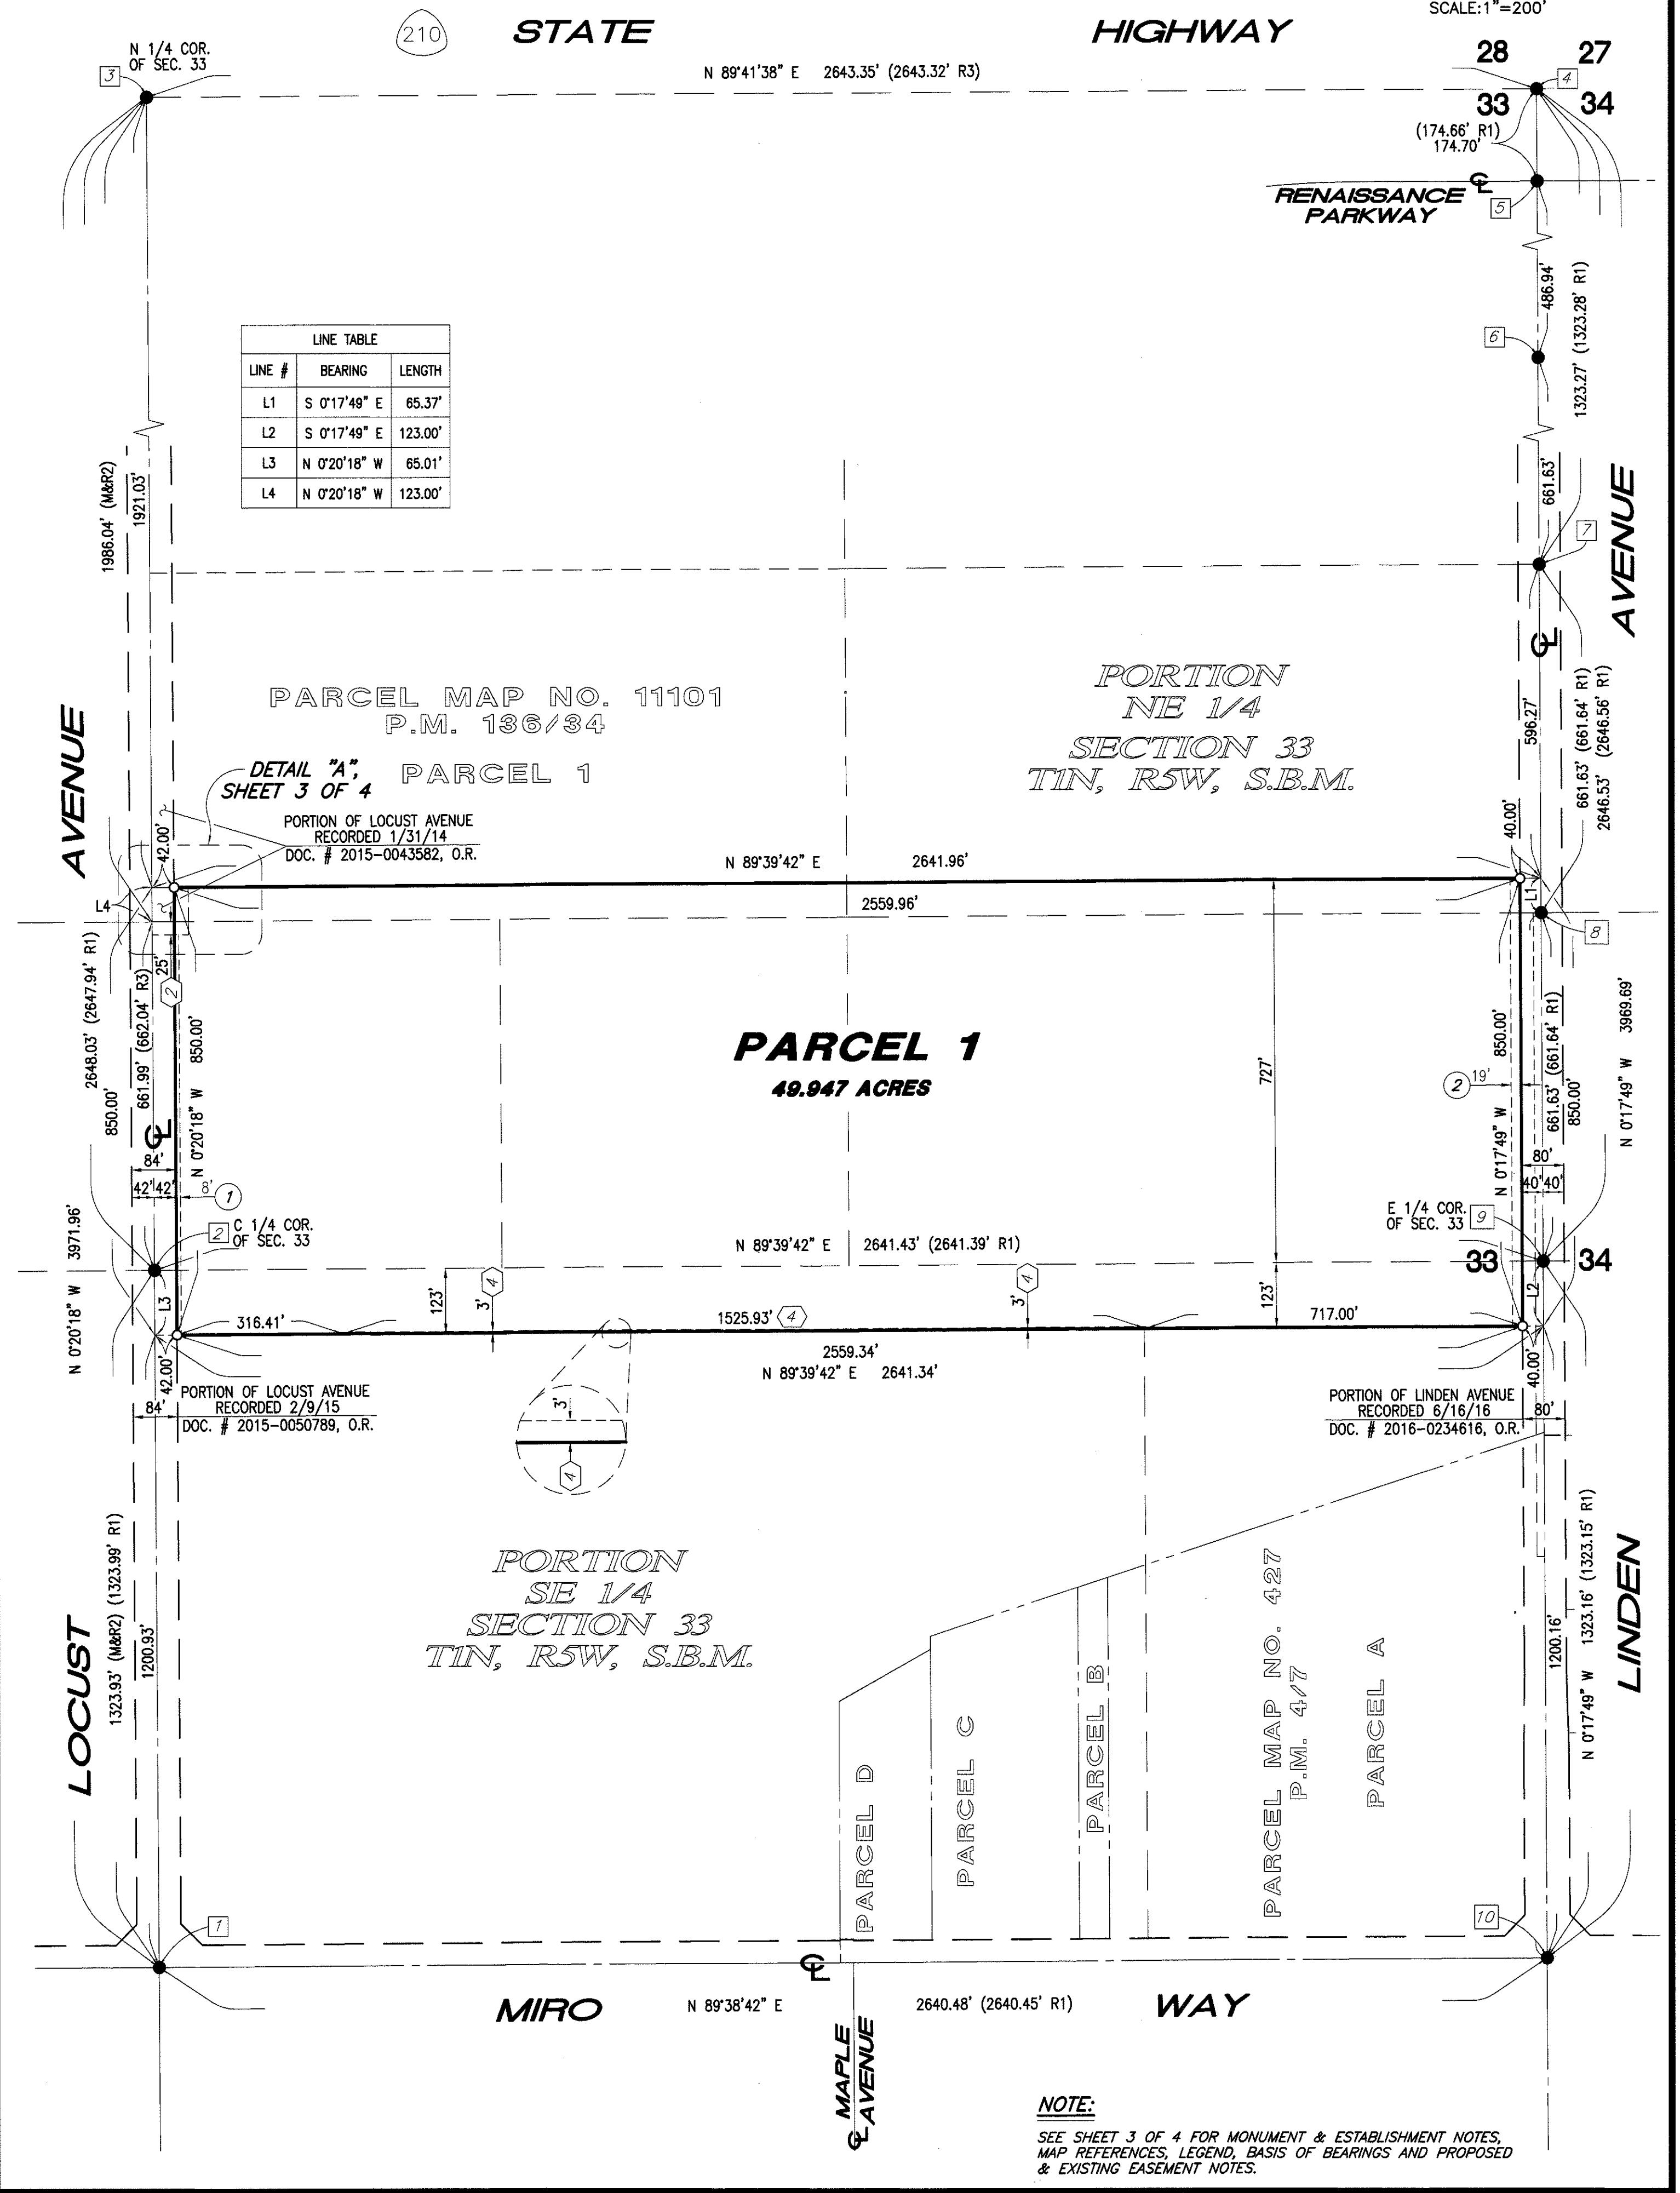 SCALE:1"=200'
210
STATE HIGHWAY
N 1/4 COR.
OF SEC. 33
3
N 89°41'38" E 2643.35' (2643.32' R3)
28 27
33 34
4
(174.66' R1)
174.70'
RENAISSANCE
PARKWAY
5
486.94'
1323.27' (1323.28' R1)
6
LINE TABLE
LINE # BEARING LENGTH
L1 S 0°17'49" E 65.37'
L2 S 0°17'49" E 123.00'
L3 N 0°20'18" W 65.01'
L4 N 0°20'18" W 123.00'
1986.04' (M&R2)
1921.03'
661.63'
7
AVENUE
661.63' (661.64' R1)
2646.53' (2646.56' R1)
596.27'
PARCEL MAP NO. 11101
P.M. 136/34
PARCEL 1
PORTION
NE 1/4
SECTION 33
T1N, R5W, S.B.M.
AVENUE
DETAIL "A",
SHEET 3 OF 4
PORTION OF LOCUST AVENUE
RECORDED 1/31/14
DOC. # 2015-0043582, O.R.
42.00'
40.00'
N 89°39'42" E 2641.96'
2559.96'
L4
L1
8
2648.03' (2647.94' R1)
850.00'
661.99' (662.04' R3)
25'
2
N 0°20'18" W 850.00'
PARCEL 1
49.947 ACRES
727'
N 0°17'49" W 850.00'
2
19'
661.63' (661.64' R1)
850.00'
N 0°17'49" W 3969.69'
84'
42' 42'
8'
1
80'
40' 40'
N 0°20'18" W 3971.96'
2
C 1/4 COR.
OF SEC. 33
E 1/4 COR.
OF SEC. 33
9
33 34
N 89°39'42" E 2641.43' (2641.39' R1)
L3
L2
123'
3'
4
3'
4
123'
316.41'
1525.93'
4
717.00'
2559.34'
N 89°39'42" E 2641.34'
42.00'
40.00'
84'
80'
PORTION OF LOCUST AVENUE
RECORDED 2/9/15
DOC. # 2015-0050789, O.R.
PORTION OF LINDEN AVENUE
RECORDED 6/16/16
DOC. # 2016-0234616, O.R.
3'
4
PORTION
SE 1/4
SECTION 33
T1N, R5W, S.B.M.
1323.93' (M&R2) (1323.99' R1)
1200.93'
LOCUST
PARCEL D
PARCEL C
PARCEL B
PARCEL MAP NO. 427
P.M. 4/7
PARCEL A
1200.16'
N 0°17'49" W 1323.16' (1323.15' R1)
LINDEN
1
10
MIRO WAY
N 89°38'42" E 2640.48' (2640.45' R1)
MAPLE
AVENUE
NOTE:
SEE SHEET 3 OF 4 FOR MONUMENT & ESTABLISHMENT NOTES,
MAP REFERENCES, LEGEND, BASIS OF BEARINGS AND PROPOSED
& EXISTING EASEMENT NOTES.